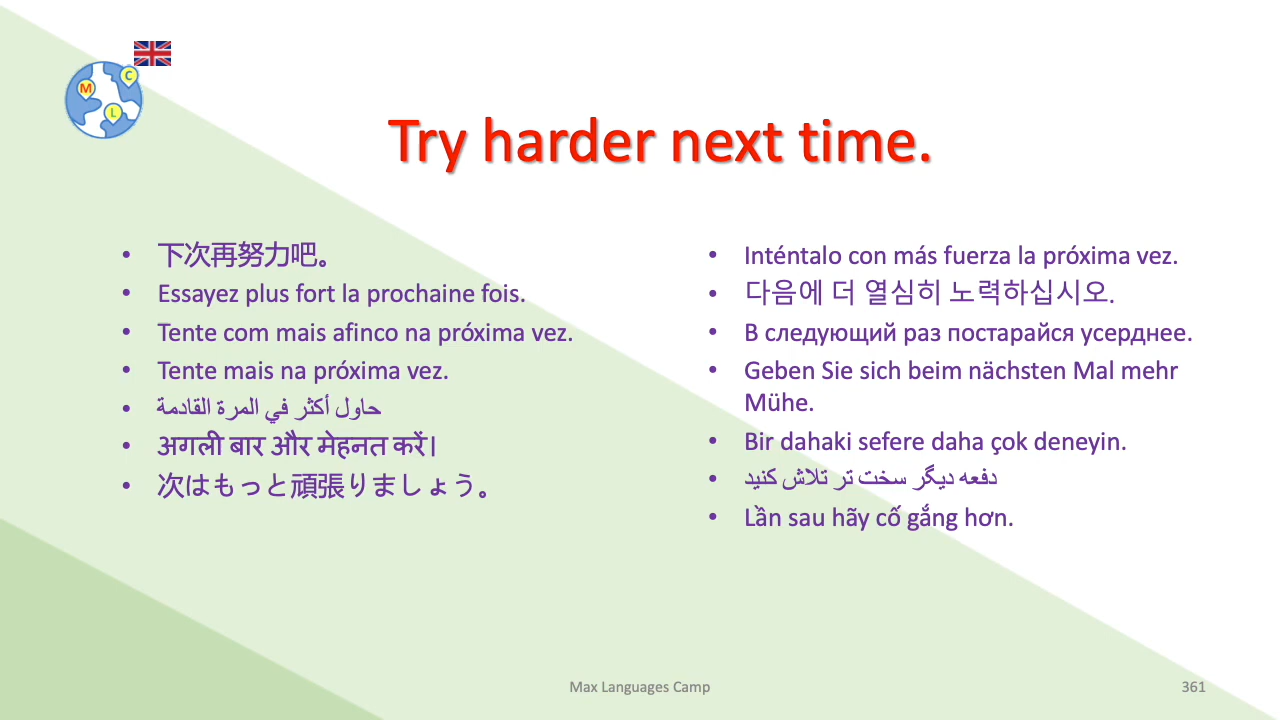 M
C
L
Try harder next time.
• 下次再努力吧。
• Essayez plus fort la prochaine fois.
• Tente com mais afinco na próxima vez.
• Tente mais na próxima vez.
• حاول أكثر في المرة القادمة
• अगली बार और मेहनत करें।
• 次はもっと頑張りましょう。
• Inténtalo con más fuerza la próxima vez.
• 다음에 더 열심히 노력하십시오.
• В следующий раз постарайся усерднее.
• Geben Sie sich beim nächsten Mal mehr
Mühe.
• Bir dahaki sefere daha çok deneyin.
• دفعه دیگر سخت تر تلاش کنید
• Lần sau hãy cố gắng hơn.
Max Languages Camp
361